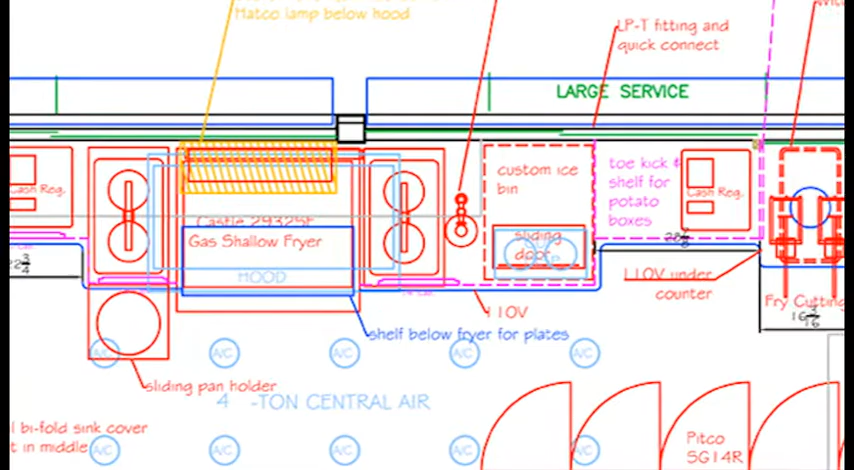 Hatco lamp below hood
LP-T fitting and
quick connect
LARGE SERVICE
custom ice
bin
toe kick &
shelf for
potato
boxes
Cash Reg.
Cash Reg.
Gas Shallow Fryer
sliding
door
HOOD
110V under
counter
Fry Cutting
110V
shelf below fryer for plates
A/C
A/C
A/C
A/C
A/C
sliding pan holder
4 -TON CENTRAL AIR
bi-fold sink cover
t in middle
A/C
A/C
A/C
A/C
A/C
Pitco
SG14R